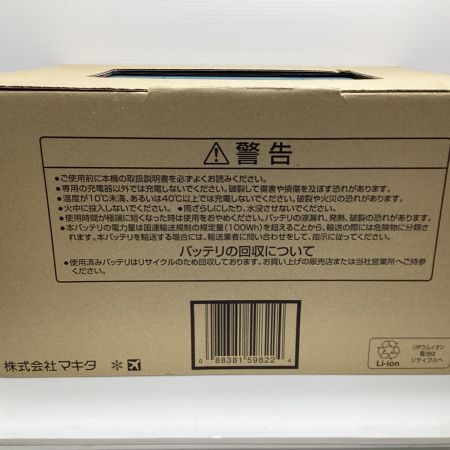 ⚠ 警告
●ご使用前に本機の取扱説明書を必ずよくお読みください。
●専用の充電器以外では充電しないでください。破裂して傷害や損傷を及ぼす恐れがあります。
●温度が10℃未満、あるいは40℃以上では充電しないでください。破裂や火災の恐れがあります。
●火中に投入しないでください。 ●雨ざらしにしたり、水没させないでください。
●使用時間が極端に短くなった時は使用をおやめください。バッテリの液漏れ、発熱、破裂の恐れがあります。
●本バッテリの電力量は国連輸送規制の規定量(100Wh)を超えることから、輸送の際には危険物に分類されます。本バッテリを輸送する場合には、輸送業者に問い合わせをして、指示に従ってください。
バッテリの回収について
●使用済みバッテリはリサイクルのため回収しております。お買い上げの販売店または当社営業所へご持参ください。
0 88381 59822 4
株式会社 マキタ
Li-ion
リチウムイオン
電池は
リサイクルへ